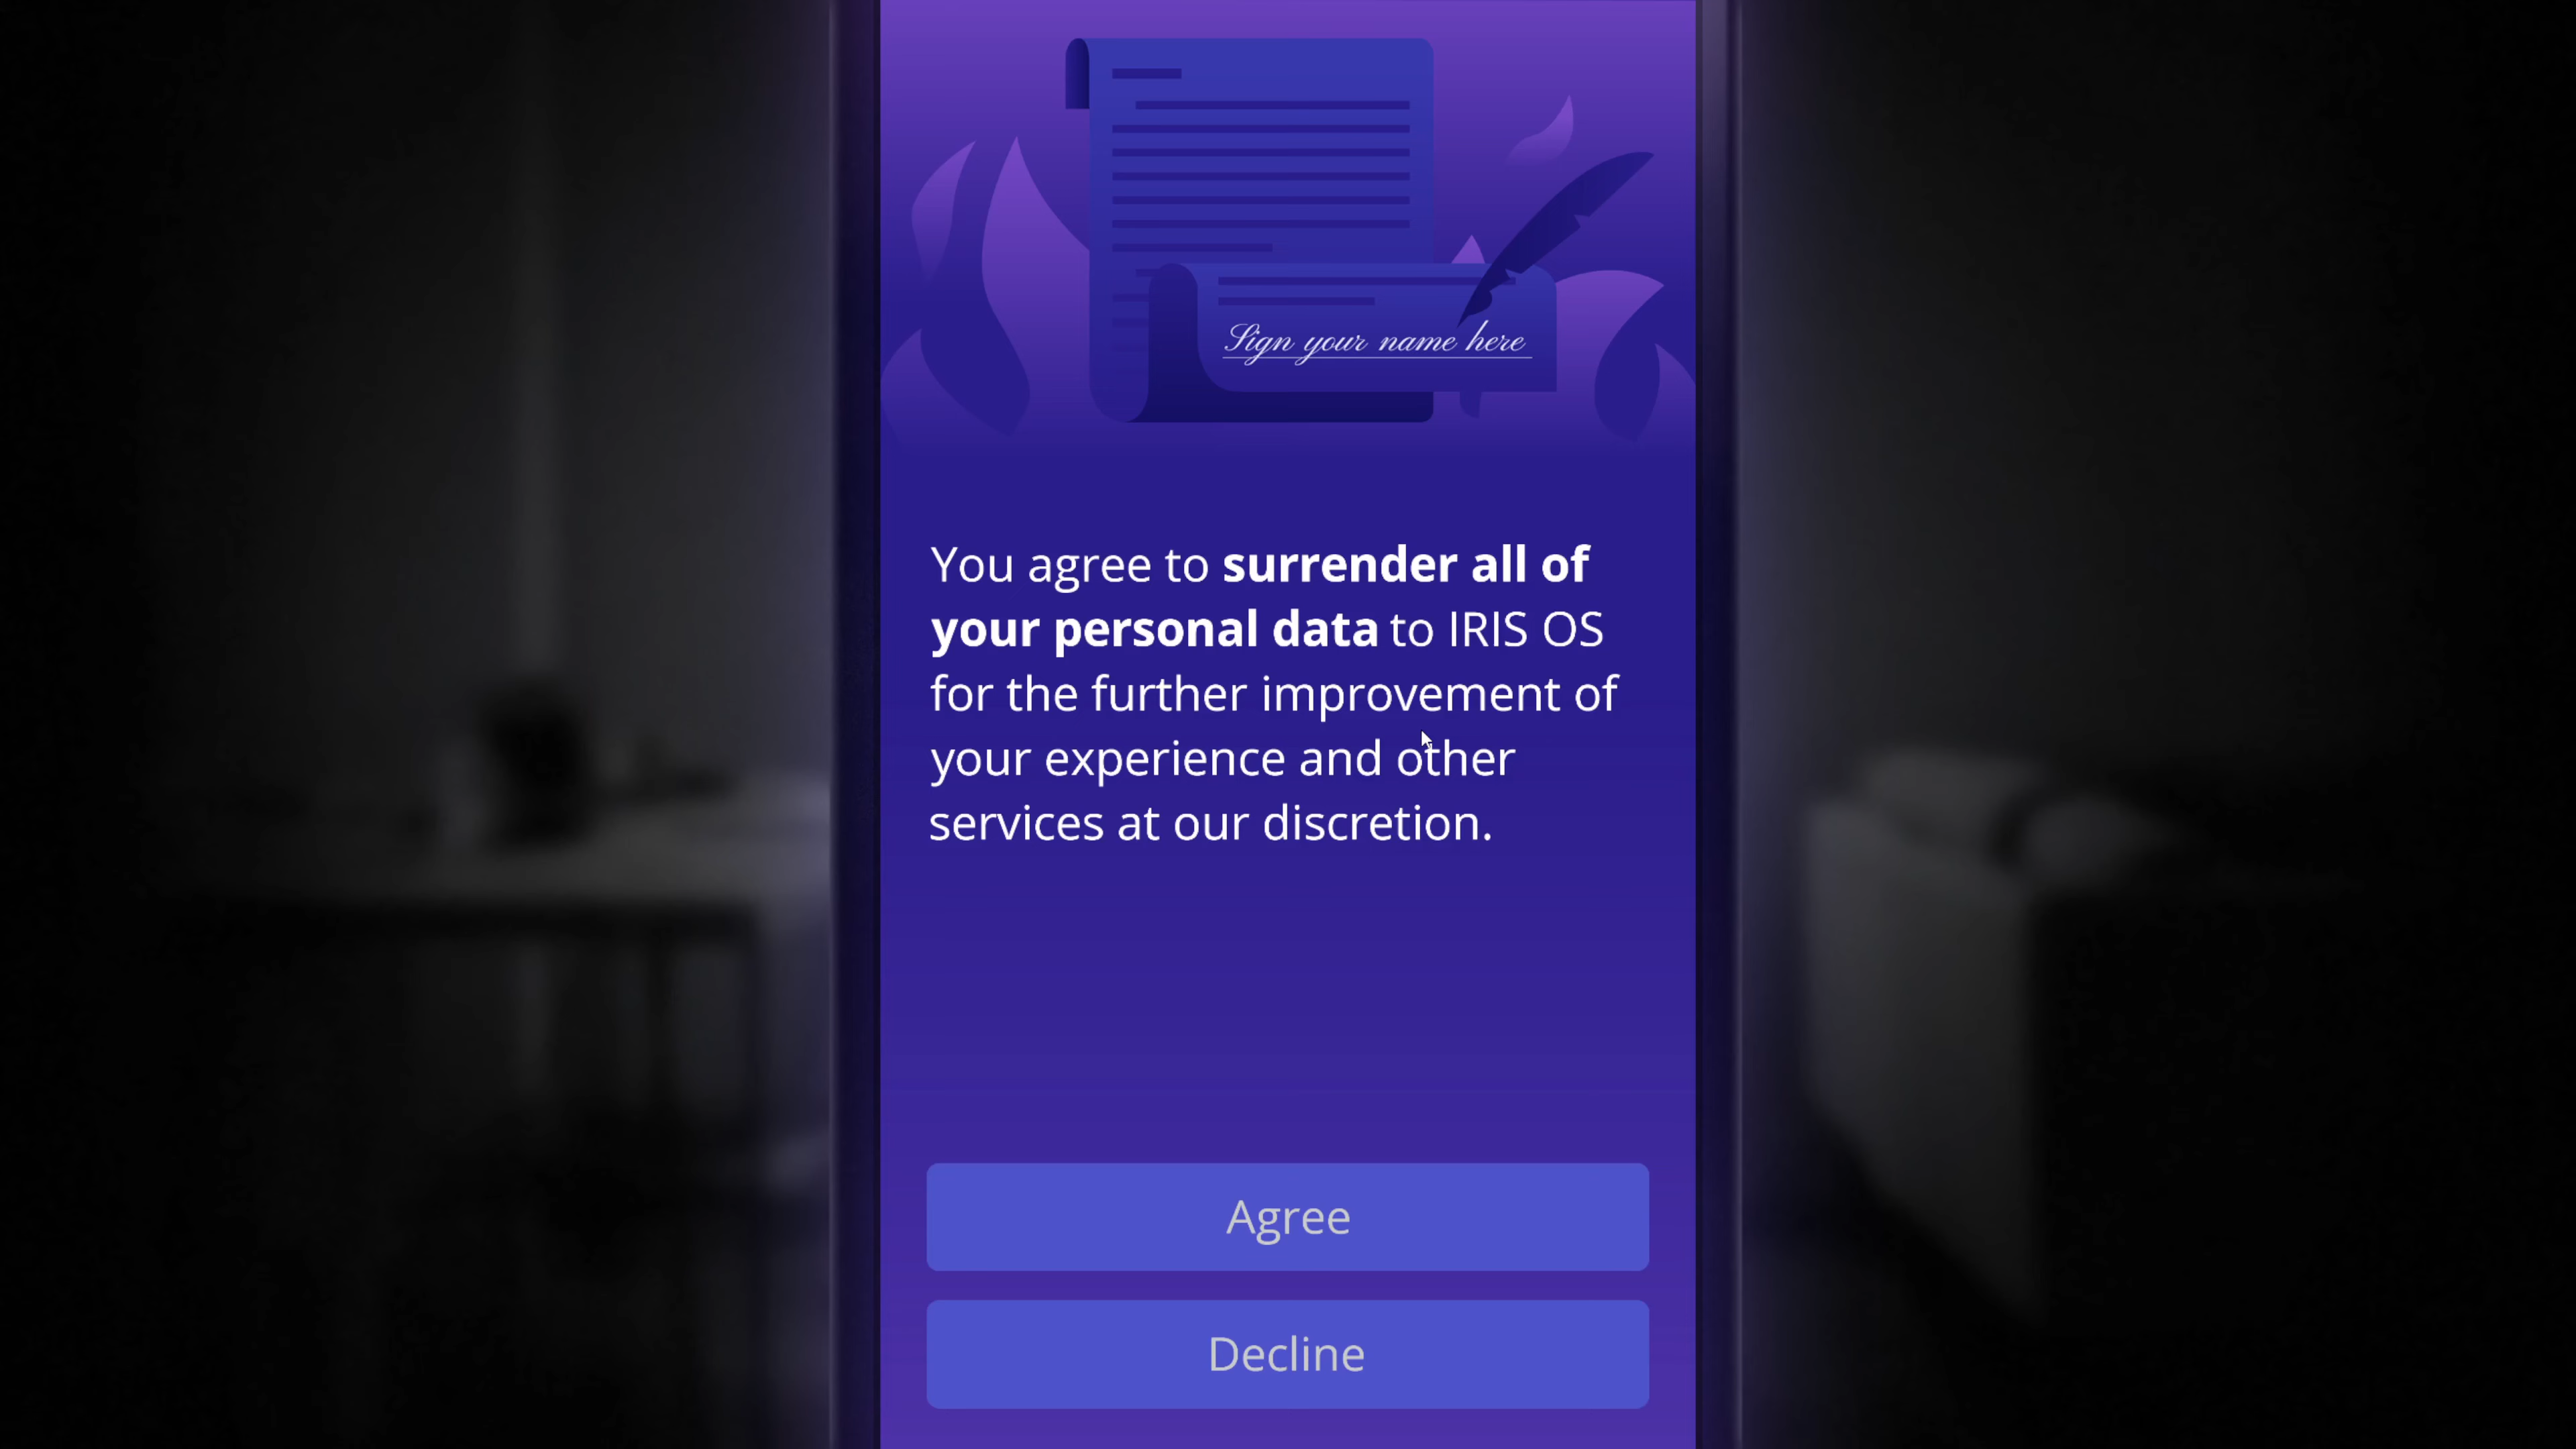 Sign your name here
You agree to surrender all of
your personal data to IRIS OS
for the further improvement of
your experience and other
services at our discretion.
Agree
Decline